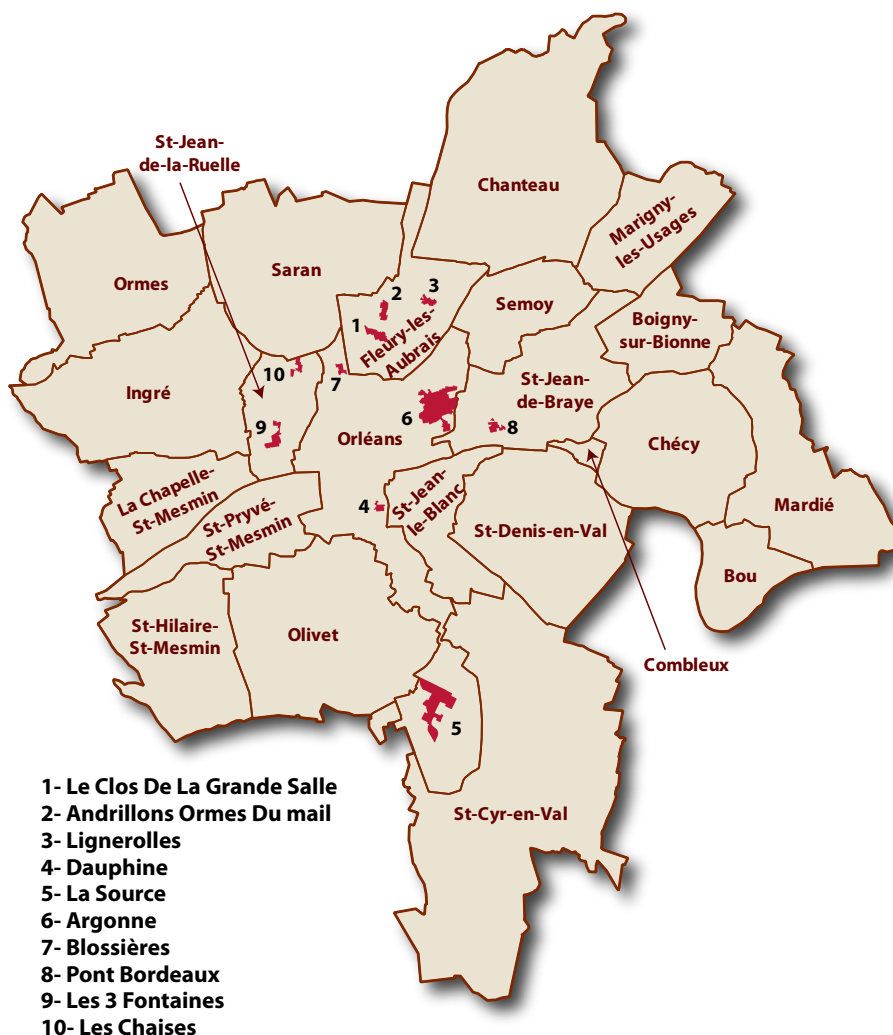 St-Jean-
de-la-Ruelle
Chanteau
Marigny-
les-Usages
Ormes
Saran
2
3
Semoy
1
Fleury-les-
Aubrais
Boigny-
sur-Bionne
10
7
Ingré
St-Jean-
de-Braye
6
8
9
Orléans
Chécy
La Chapelle-
St-Mesmin
St-Pryvé-
St-Mesmin
4
St-Jean-
le-Blanc
St-Denis-en-Val
Mardié
Bou
St-Hilaire-
St-Mesmin
Olivet
Combleux
5
St-Cyr-en-Val
1- Le Clos De La Grande Salle
2- Andrillons Ormes Du mail
3- Lignerolles
4- Dauphine
5- La Source
6- Argonne
7- Blossières
8- Pont Bordeaux
9- Les 3 Fontaines
10- Les Chaises